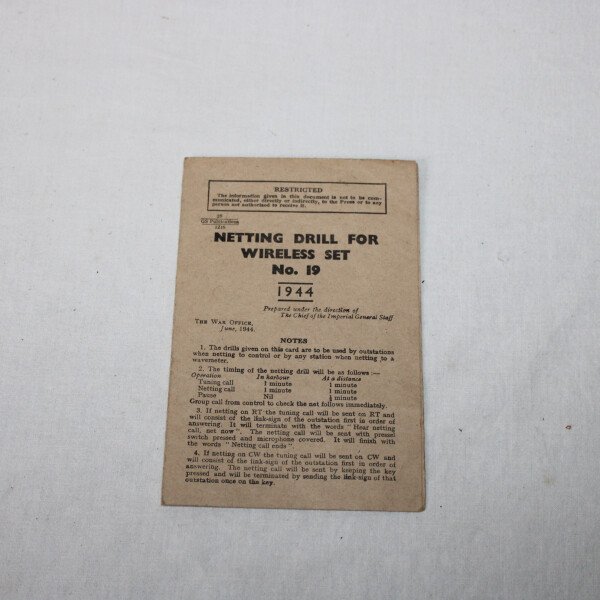 RESTRICTED
The information given in this document is not to be com-
municated, either directly or indirectly, to the Press or to any
person not authorized to receive it.
GS Publications
NETTING DRILL FOR
WIRELESS SET
No. 19
1944
Prepared under the direction of
The Chief of the Imperial General Staff
THE WAR OFFICE,
June, 1944.
NOTES
1. The drills given on this card are to be used by outstations
when netting to control or by any station when netting to a
wavemeter.
2. The timing of the netting drill will be as follows :—
Operation In harbour At a distance
Tuning call 1 minute 1 minute
Netting call 1 minute 1 minute
Pause Nil ½ minute
Group call from control to check the net follows immediately.
3. If netting on RT the tuning call will be sent on RT and
will consist of the link-sign of the outstation first in order of
answering. It will terminate with the words " Hear netting
call, net now ". The netting call will be sent with pressel
switch pressed and microphone covered. It will finish with
the words " Netting call ends ".
4. If netting on CW the tuning call will be sent on CW and
will consist of the link-sign of the outstation first in order of
answering. The netting call will be sent by keeping the key
pressed and will be terminated by sending the link-sign of that
outstation once on the key.